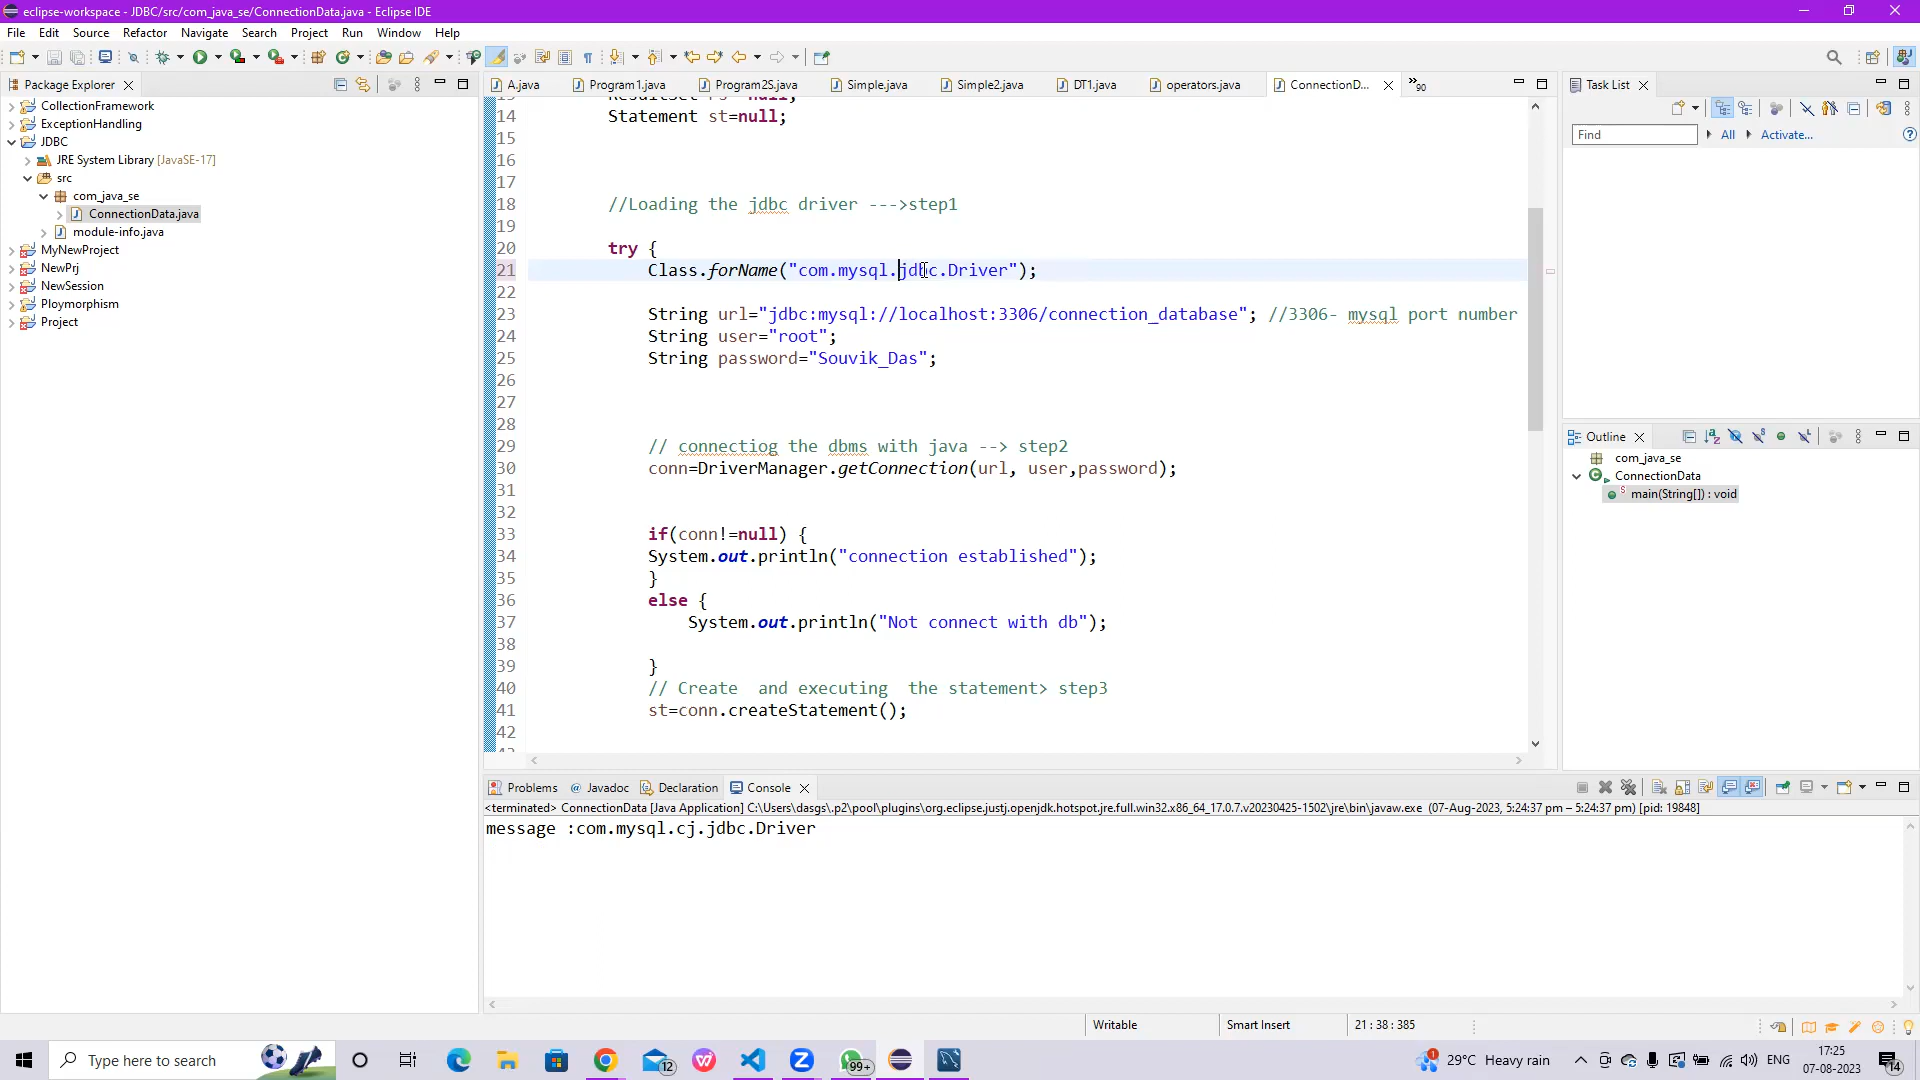 eclipse-workspace - JDBC/src/com_java_se/ConnectionData.java - Eclipse IDE
File Edit Source Refactor Navigate Search Project Run Window Help
Package Explorer
CollectionFramework
ExceptionHandling
JDBC
JRE System Library [JavaSE-17]
src
com_java_se
ConnectionData.java
module-info.java
MyNewProject
NewPrj
NewSession
Ploymorphism
Project
A.java Program1.java Program2S.java Simple.java Simple2.java DT1.java operators.java ConnectionD... »90
14 Statement st=null;
15
16
17
18 //Loading the jdbc driver --->step1
19
20 try {
21 Class.forName("com.mysql.jdbc.Driver");
22
23 String url="jdbc:mysql://localhost:3306/connection_database"; //3306- mysql port number
24 String user="root";
25 String password="Souvik_Das";
26
27
28
29 // connectiog the dbms with java --> step2
30 conn=DriverManager.getConnection(url, user,password);
31
32
33 if(conn!=null) {
34 System.out.println("connection established");
35 }
36 else {
37 System.out.println("Not connect with db");
38
39 }
40 // Create  and executing  the statement> step3
41 st=conn.createStatement();
42
Task List
Find All Activate...
Outline
com_java_se
ConnectionData
main(String[]) : void
Problems Javadoc Declaration Console
<terminated> ConnectionData [Java Application] C:\Users\dasgs\.p2\pool\plugins\org.eclipse.justj.openjdk.hotspot.jre.full.win32.x86_64_17.0.7.v20230425-1502\jre\bin\javaw.exe (07-Aug-2023, 5:24:37 pm – 5:24:37 pm) [pid: 19848]
message :com.mysql.cj.jdbc.Driver
Writable Smart Insert 21 : 38 : 385
Type here to search
12
99+
1
29°C Heavy rain
ENG
17:25
07-08-2023
14